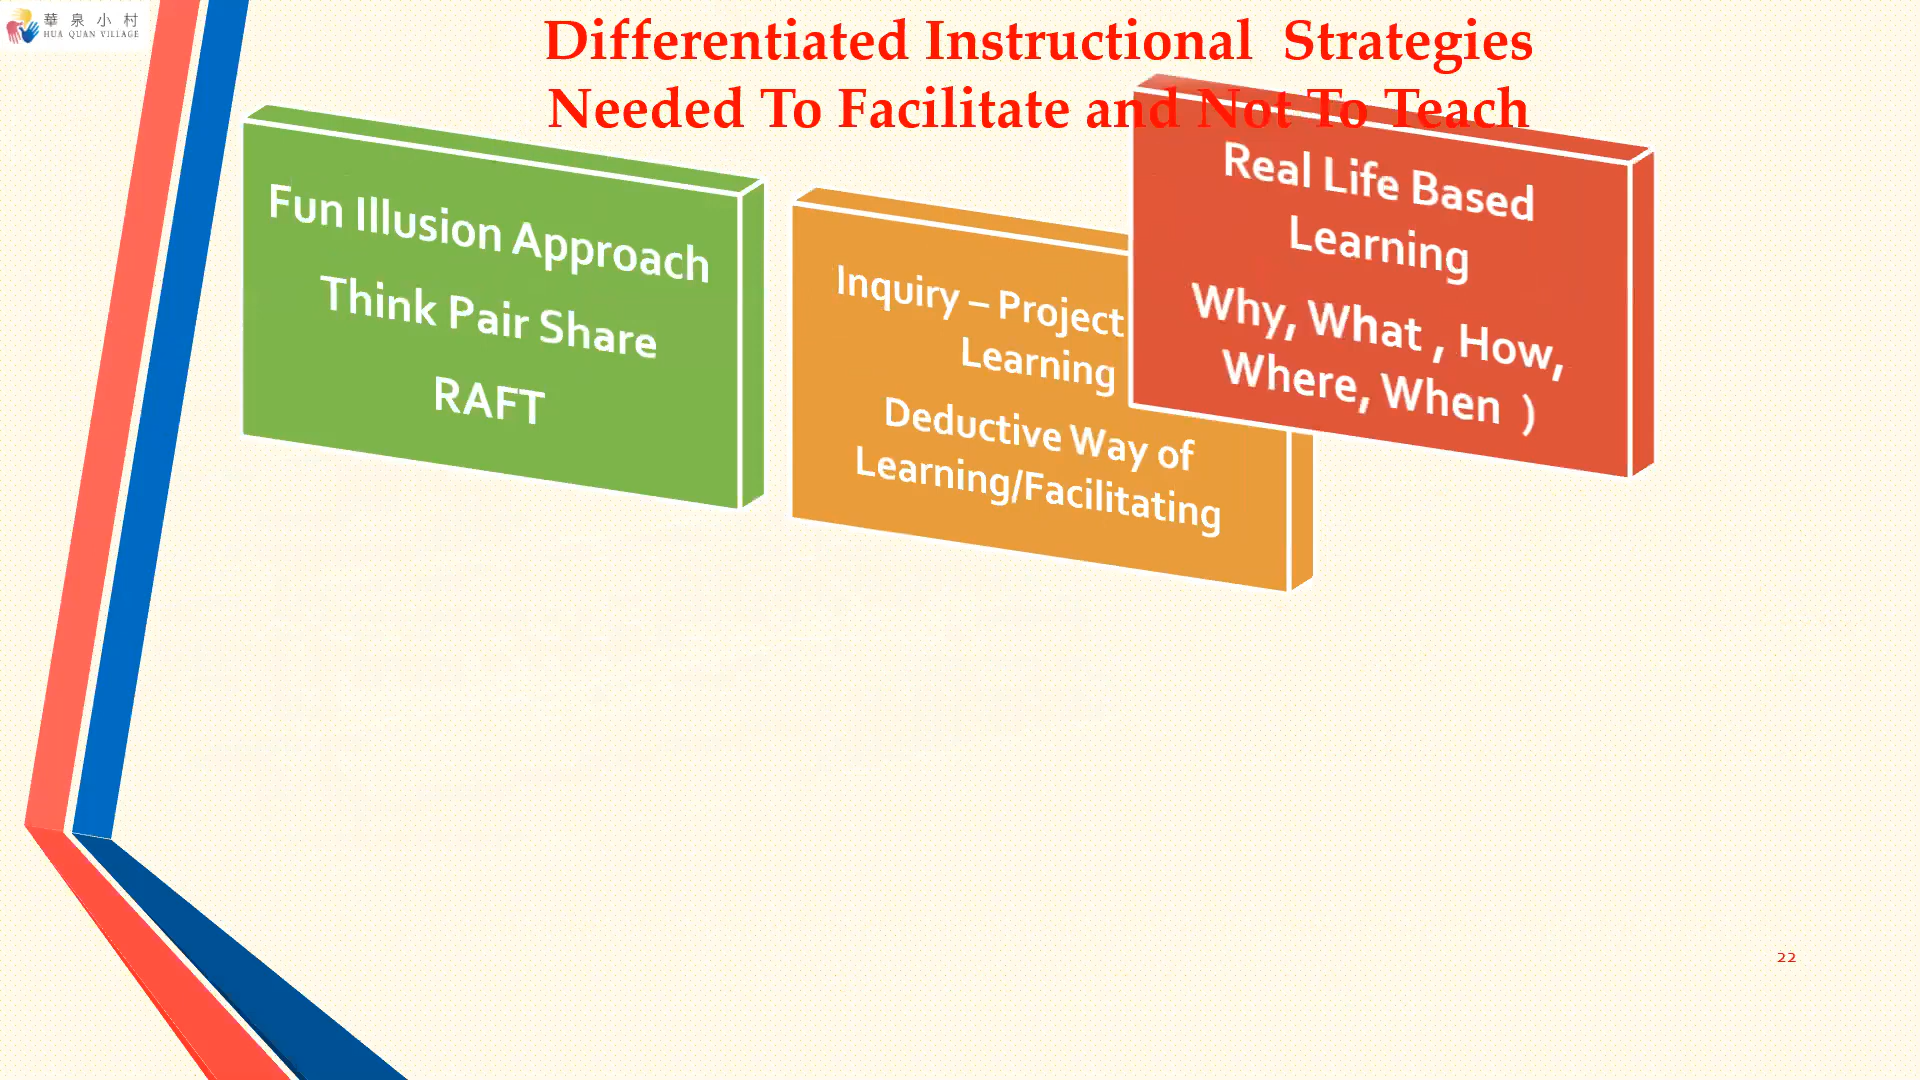 華泉小村
HUA QUAN VILLAGE
Differentiated Instructional Strategies
Needed To Facilitate and Not To Teach
Fun Illusion Approach
Think Pair Share
RAFT
Inquiry – Project
Learning
Deductive Way of
Learning/Facilitating
Real Life Based
Learning
Why, What , How,
Where, When )
22